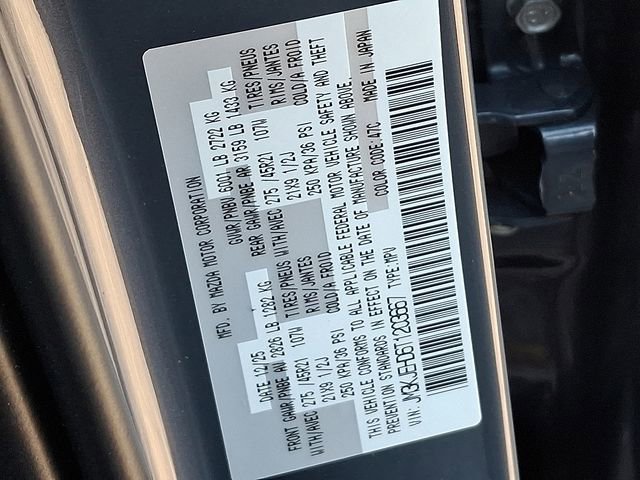 MFD. BY MAZDA MOTOR CORPORATION
DATE 12/25 GVWR/PNBV 6001 LB 2722 KG
FRONT GAWR/PNBE AV 2826 LB 1282 KG REAR GAWR/PNBE AR 3159 LB 1433 KG
TIRES/PNEUS TIRES/PNEUS
WITH/AVEC 275 /45R21 107W RIMS/JANTES WITH/AVEC 275 /45R21 107W RIMS/JANTES
21X9 1/2J COLD/A FROID 21X9 1/2J COLD/A FROID
250 KPA/36 PSI 250 KPA/36 PSI
THIS VEHICLE CONFORMS TO ALL APPLICABLE FEDERAL MOTOR VEHICLE SAFETY AND THEFT
PREVENTION STANDARDS IN EFFECT ON THE DATE OF MANUFACTURE SHOWN ABOVE.
COLOR CODE: 47C MADE IN JAPAN
VIN: TYPE: MPV